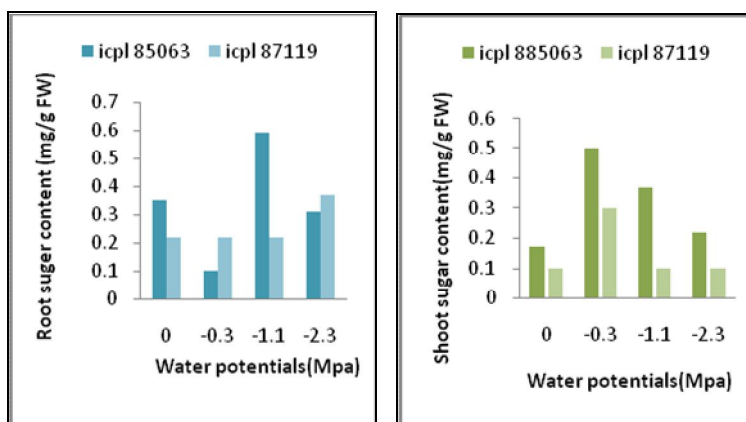 icpl 85063 icpl 87119
Root suger content (mg/g FW)
0.7
0.6
0.5
0.4
0.3
0.2
0.1
0
0 -0.3 -1.1 -2.3
Water potentials(Mpa)
icpl 885063 icpl 87119
Shoot sugar content(mg/g FW)
0.6
0.5
0.4
0.3
0.2
0.1
0
0 -0.3 -1.1 -2.3
Water potentials(Mpa)